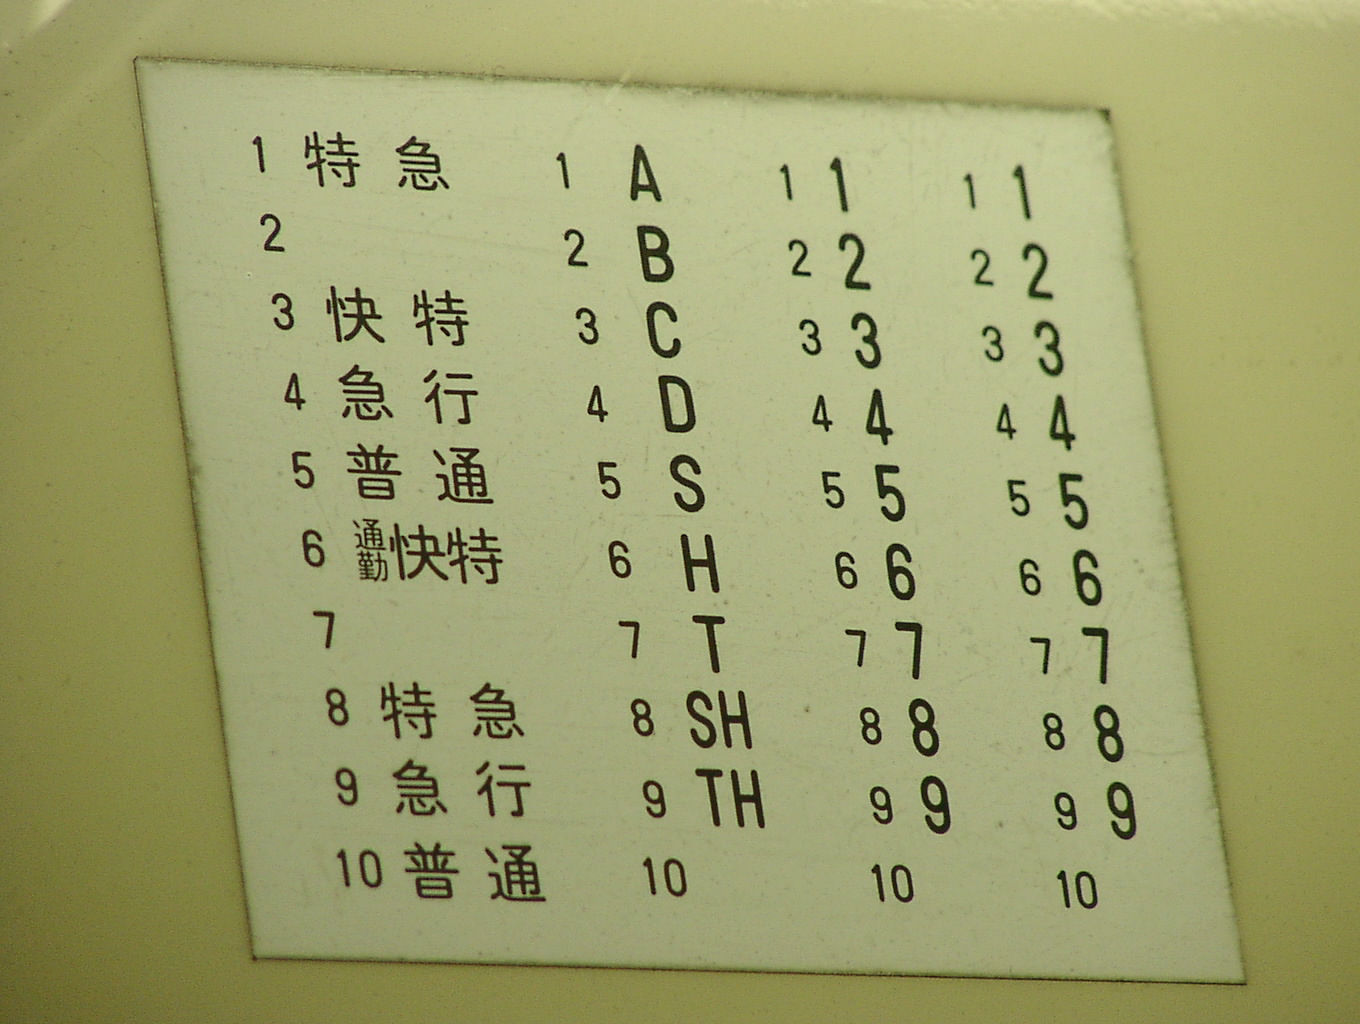 1 特急 1 A 1 1 1 1
2 2 B 2 2 2 2
3 快特 3 C 3 3 3 3
4 急行 4 D 4 4 4 4
5 普通 5 S 5 5 5 5
6 通勤快特 6 H 6 6 6 6
7 7 T 7 7 7 7
8 特急 8 SH 8 8 8 8
9 急行 9 TH 9 9 9 9
10 普通 10 10 10